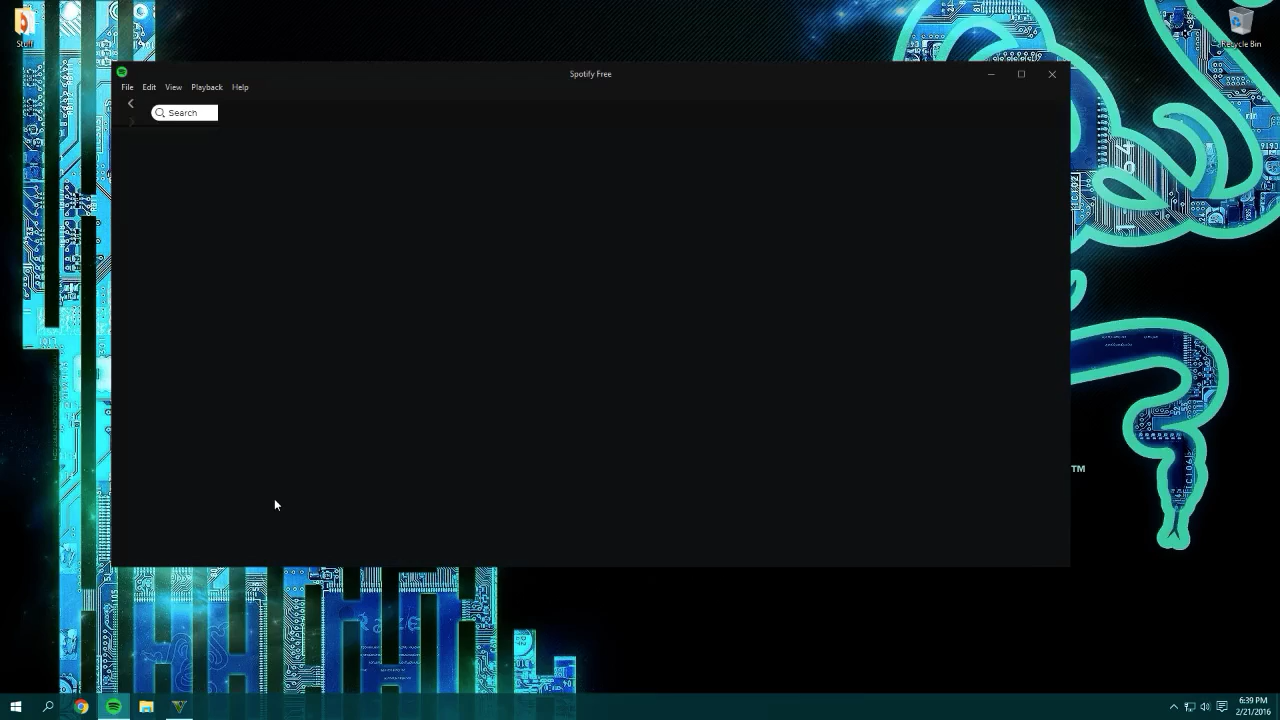 Stuff
Recycle Bin
Spotify Free
File Edit View Playback Help
Search
TM
6:39 PM
2/21/2016